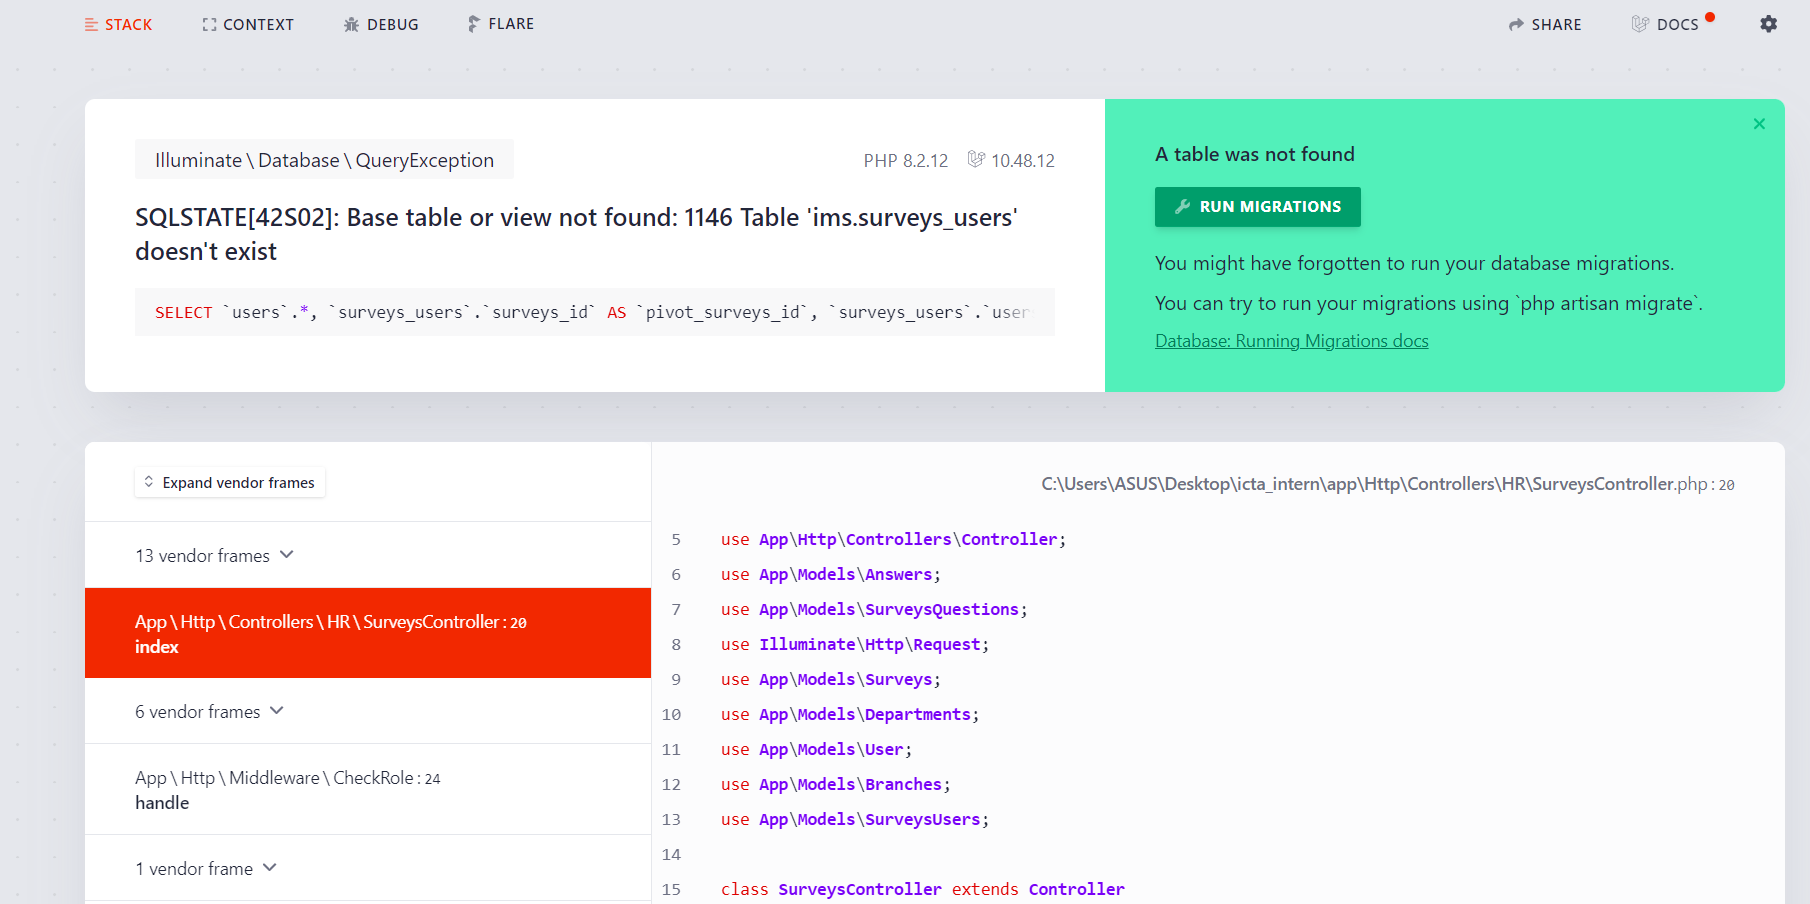 STACK CONTEXT DEBUG FLARE SHARE DOCS
Illuminate \ Database \ QueryException PHP 8.2.12 10.48.12
SQLSTATE[42S02]: Base table or view not found: 1146 Table 'ims.surveys_users'
doesn't exist
SELECT `users`.*, `surveys_users`.`surveys_id` AS `pivot_surveys_id`, `surveys_users`.`user
A table was not found
RUN MIGRATIONS
You might have forgotten to run your database migrations.
You can try to run your migrations using `php artisan migrate`.
Database: Running Migrations docs
Expand vendor frames
13 vendor frames
App \ Http \ Controllers \ HR \ SurveysController : 20
index
6 vendor frames
App \ Http \ Middleware \ CheckRole : 24
handle
1 vendor frame
C:\Users\ASUS\Desktop\icta_intern\app\Http\Controllers\HR\SurveysController.php : 20
5 use App\Http\Controllers\Controller;
6 use App\Models\Answers;
7 use App\Models\SurveysQuestions;
8 use Illuminate\Http\Request;
9 use App\Models\Surveys;
10 use App\Models\Departments;
11 use App\Models\User;
12 use App\Models\Branches;
13 use App\Models\SurveysUsers;
14
15 class SurveysController extends Controller